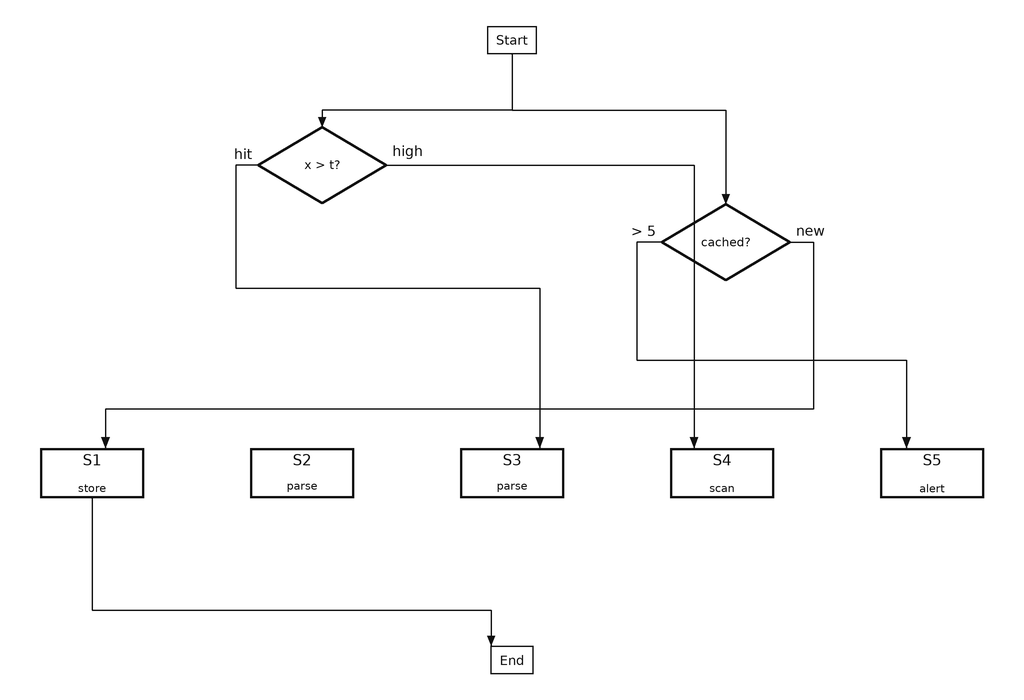 Start
hit
x > t?
high
> 5
cached?
new
S1
store
S2
parse
S3
parse
S4
scan
S5
alert
End